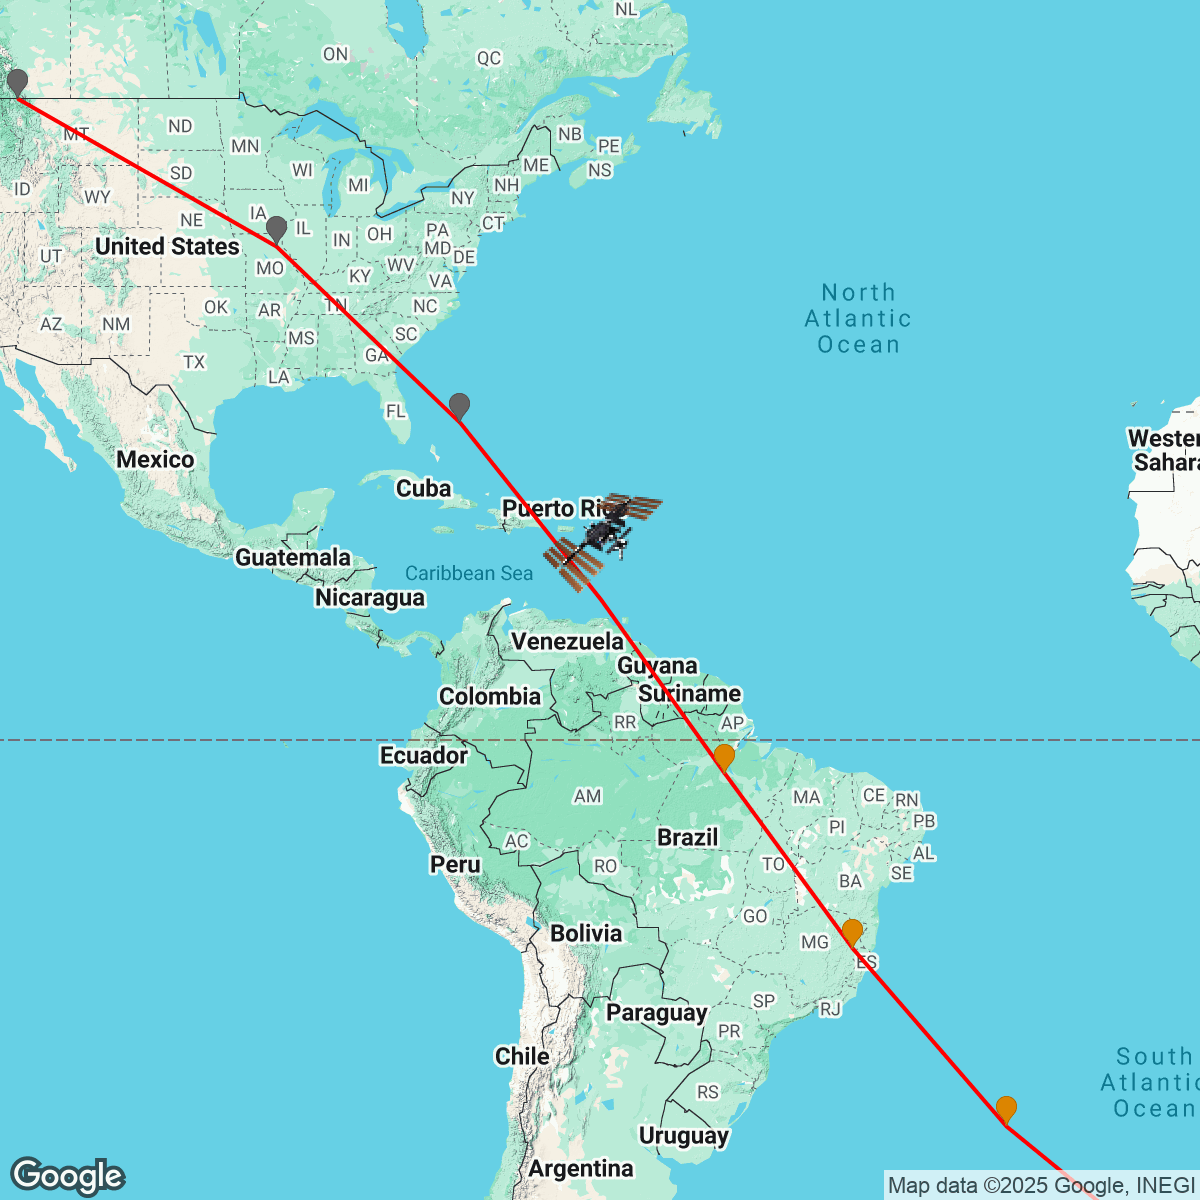 NL
ON
QC
MT
ND
MN
NB
PE
NS
ME
WI
MI
SD
ID
WY
NH
NY
NE
IA
IL
CT
United States
IN
OH
PA
MD
DE
UT
MO
KY
WV
VA
OK
AR
TN
NC
AZ
NM
MS
SC
TX
GA
LA
FL
North
Atlantic
Ocean
Wester
Sahara
Mexico
Cuba
Puerto Ri
Guatemala
Caribbean Sea
Nicaragua
Venezuela
Guyana
Suriname
Colombia
RR
AP
Ecuador
AM
MA
CE
RN
PB
PI
Brazil
AC
AL
Peru
RO
TO
BA
SE
GO
Bolivia
MG
ES
SP
RJ
Paraguay
PR
Chile
South
Atlantic
Ocean
RS
Uruguay
Argentina
Google
Map data ©2025 Google, INEGI